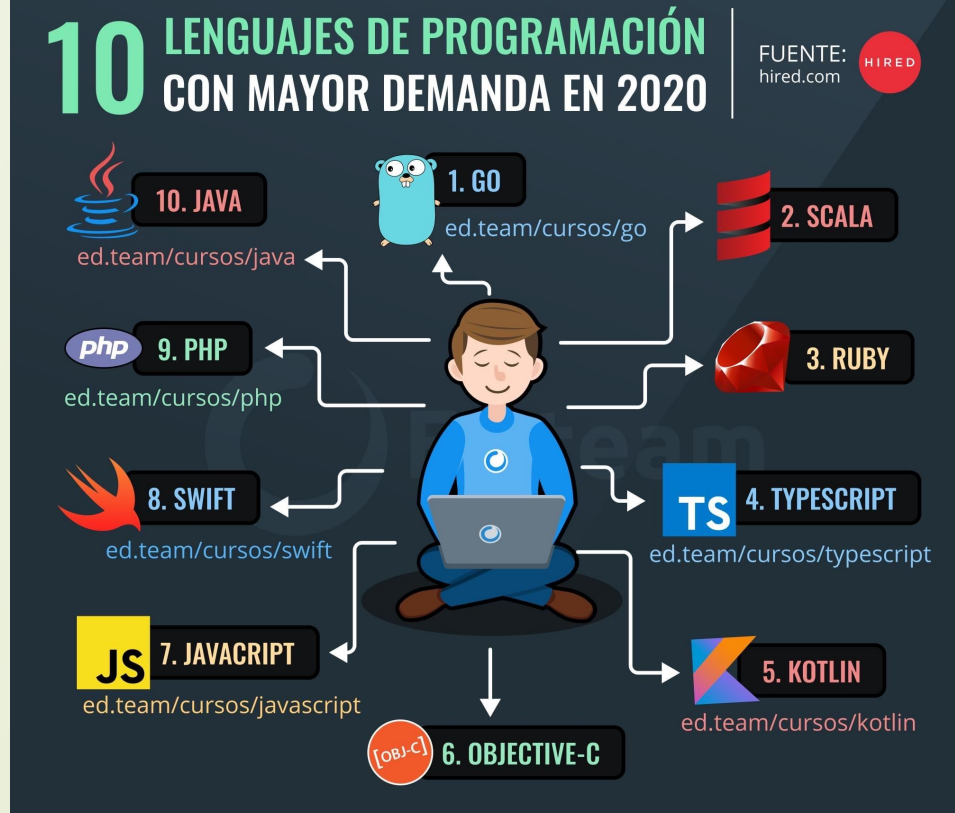 10 LENGUAJES DE PROGRAMACIÓN
CON MAYOR DEMANDA EN 2020
FUENTE:
hired.com
HIRED
1. GO
ed.team/cursos/go
2. SCALA
3. RUBY
TS
4. TYPESCRIPT
ed.team/cursos/typescript
5. KOTLIN
ed.team/cursos/kotlin
[OBJ-C]
6. OBJECTIVE-C
JS
7. JAVACRIPT
ed.team/cursos/javascript
8. SWIFT
ed.team/cursos/swift
php
9. PHP
ed.team/cursos/php
10. JAVA
ed.team/cursos/java